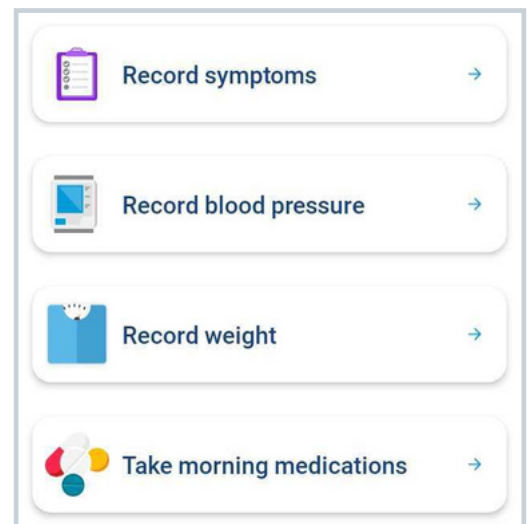 Record symptoms
Record blood pressure
Record weight
Take morning medications